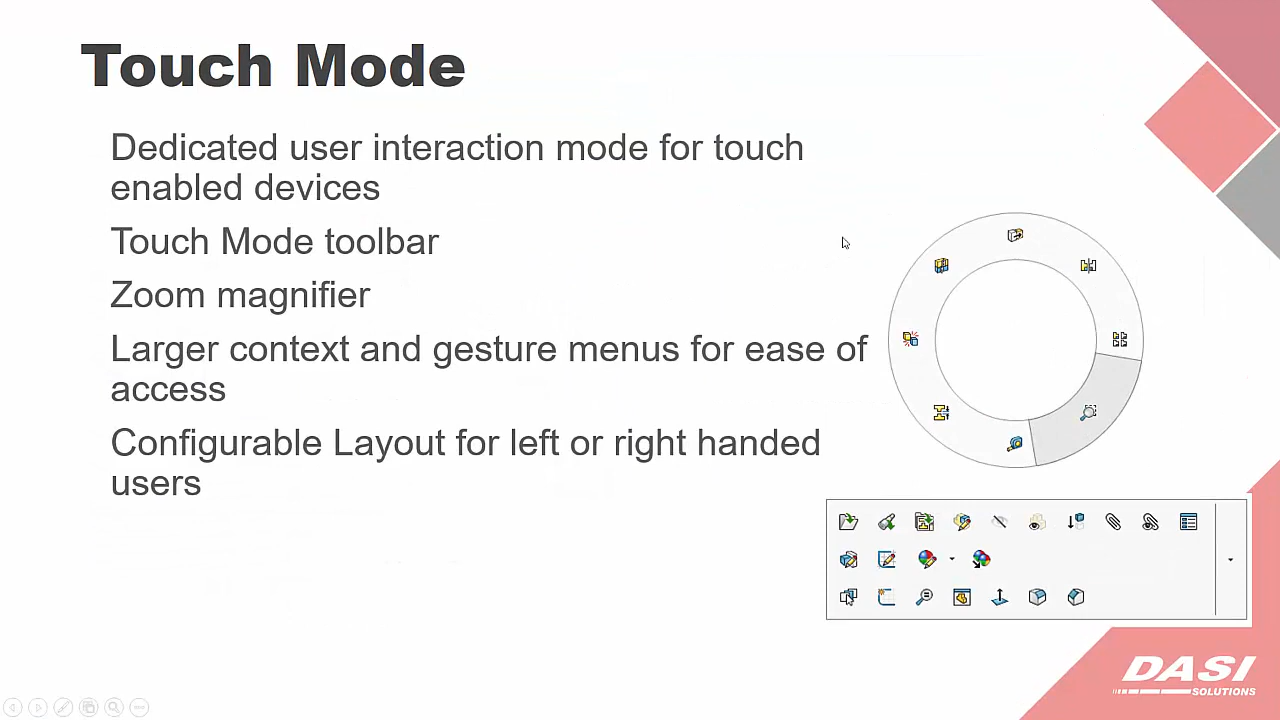 Touch Mode
Dedicated user interaction mode for touch
enabled devices
Touch Mode toolbar
Zoom magnifier
Larger context and gesture menus for ease of
access
Configurable Layout for left or right handed
users
DASI
SOLUTIONS